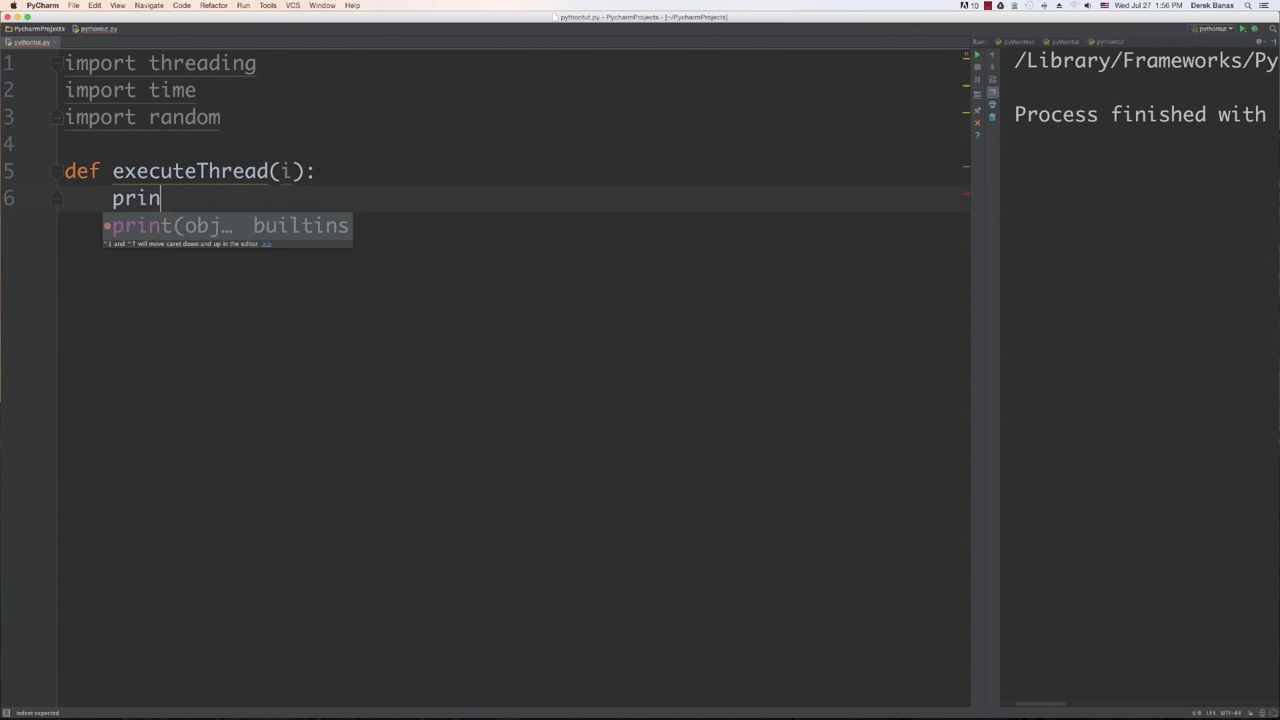 PyCharm File Edit View Navigate Code Refactor Run Tools VCS Window Help
10 Wed Jul 27 1:56 PM Derek Banas
pythontut.py - PycharmProjects - [~/PycharmProjects]
PycharmProjects pythontut.py
pythontut
pythontut.py
Run: pythontest pythontut pythontut
1 import threading
2 import time
3 import random
4
5 def executeThread(i):
6 prin
print(obj… builtins
^↓ and ^↑ will move caret down and up in the editor >>
/Library/Frameworks/Py
Process finished with
Indent expected
6:9 LF‡ UTF-8‡